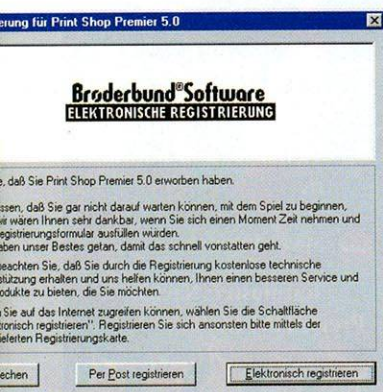 erung für Print Shop Premier 5.0
Brøderbund®Software
ELEKTRONISCHE REGISTRIERUNG
e, daß Sie Print Shop Premier 5.0 erworben haben.
ssen, daß Sie gar nicht darauf warten können, mit dem Spiel zu beginnen,
wir wären Ihnen sehr dankbar, wenn Sie sich einen Moment Zeit nehmen und
egistrierungsformular ausfüllen würden.
aben unser Bestes getan, damit das schnell vonstatten geht.
eachten Sie, daß Sie durch die Registrierung kostenlose technische
stützung erhalten und uns helfen können, Ihnen einen besseren Service und
odukte zu bieten, die Sie möchten.
n Sie auf das Internet zugreifen können, wählen Sie die Schaltfläche
tronisch registrieren". Registrieren Sie sich ansonsten bitte mittels der
elieferten Registrierungskarte.
echen
Per Post registrieren
Elektronisch registrieren